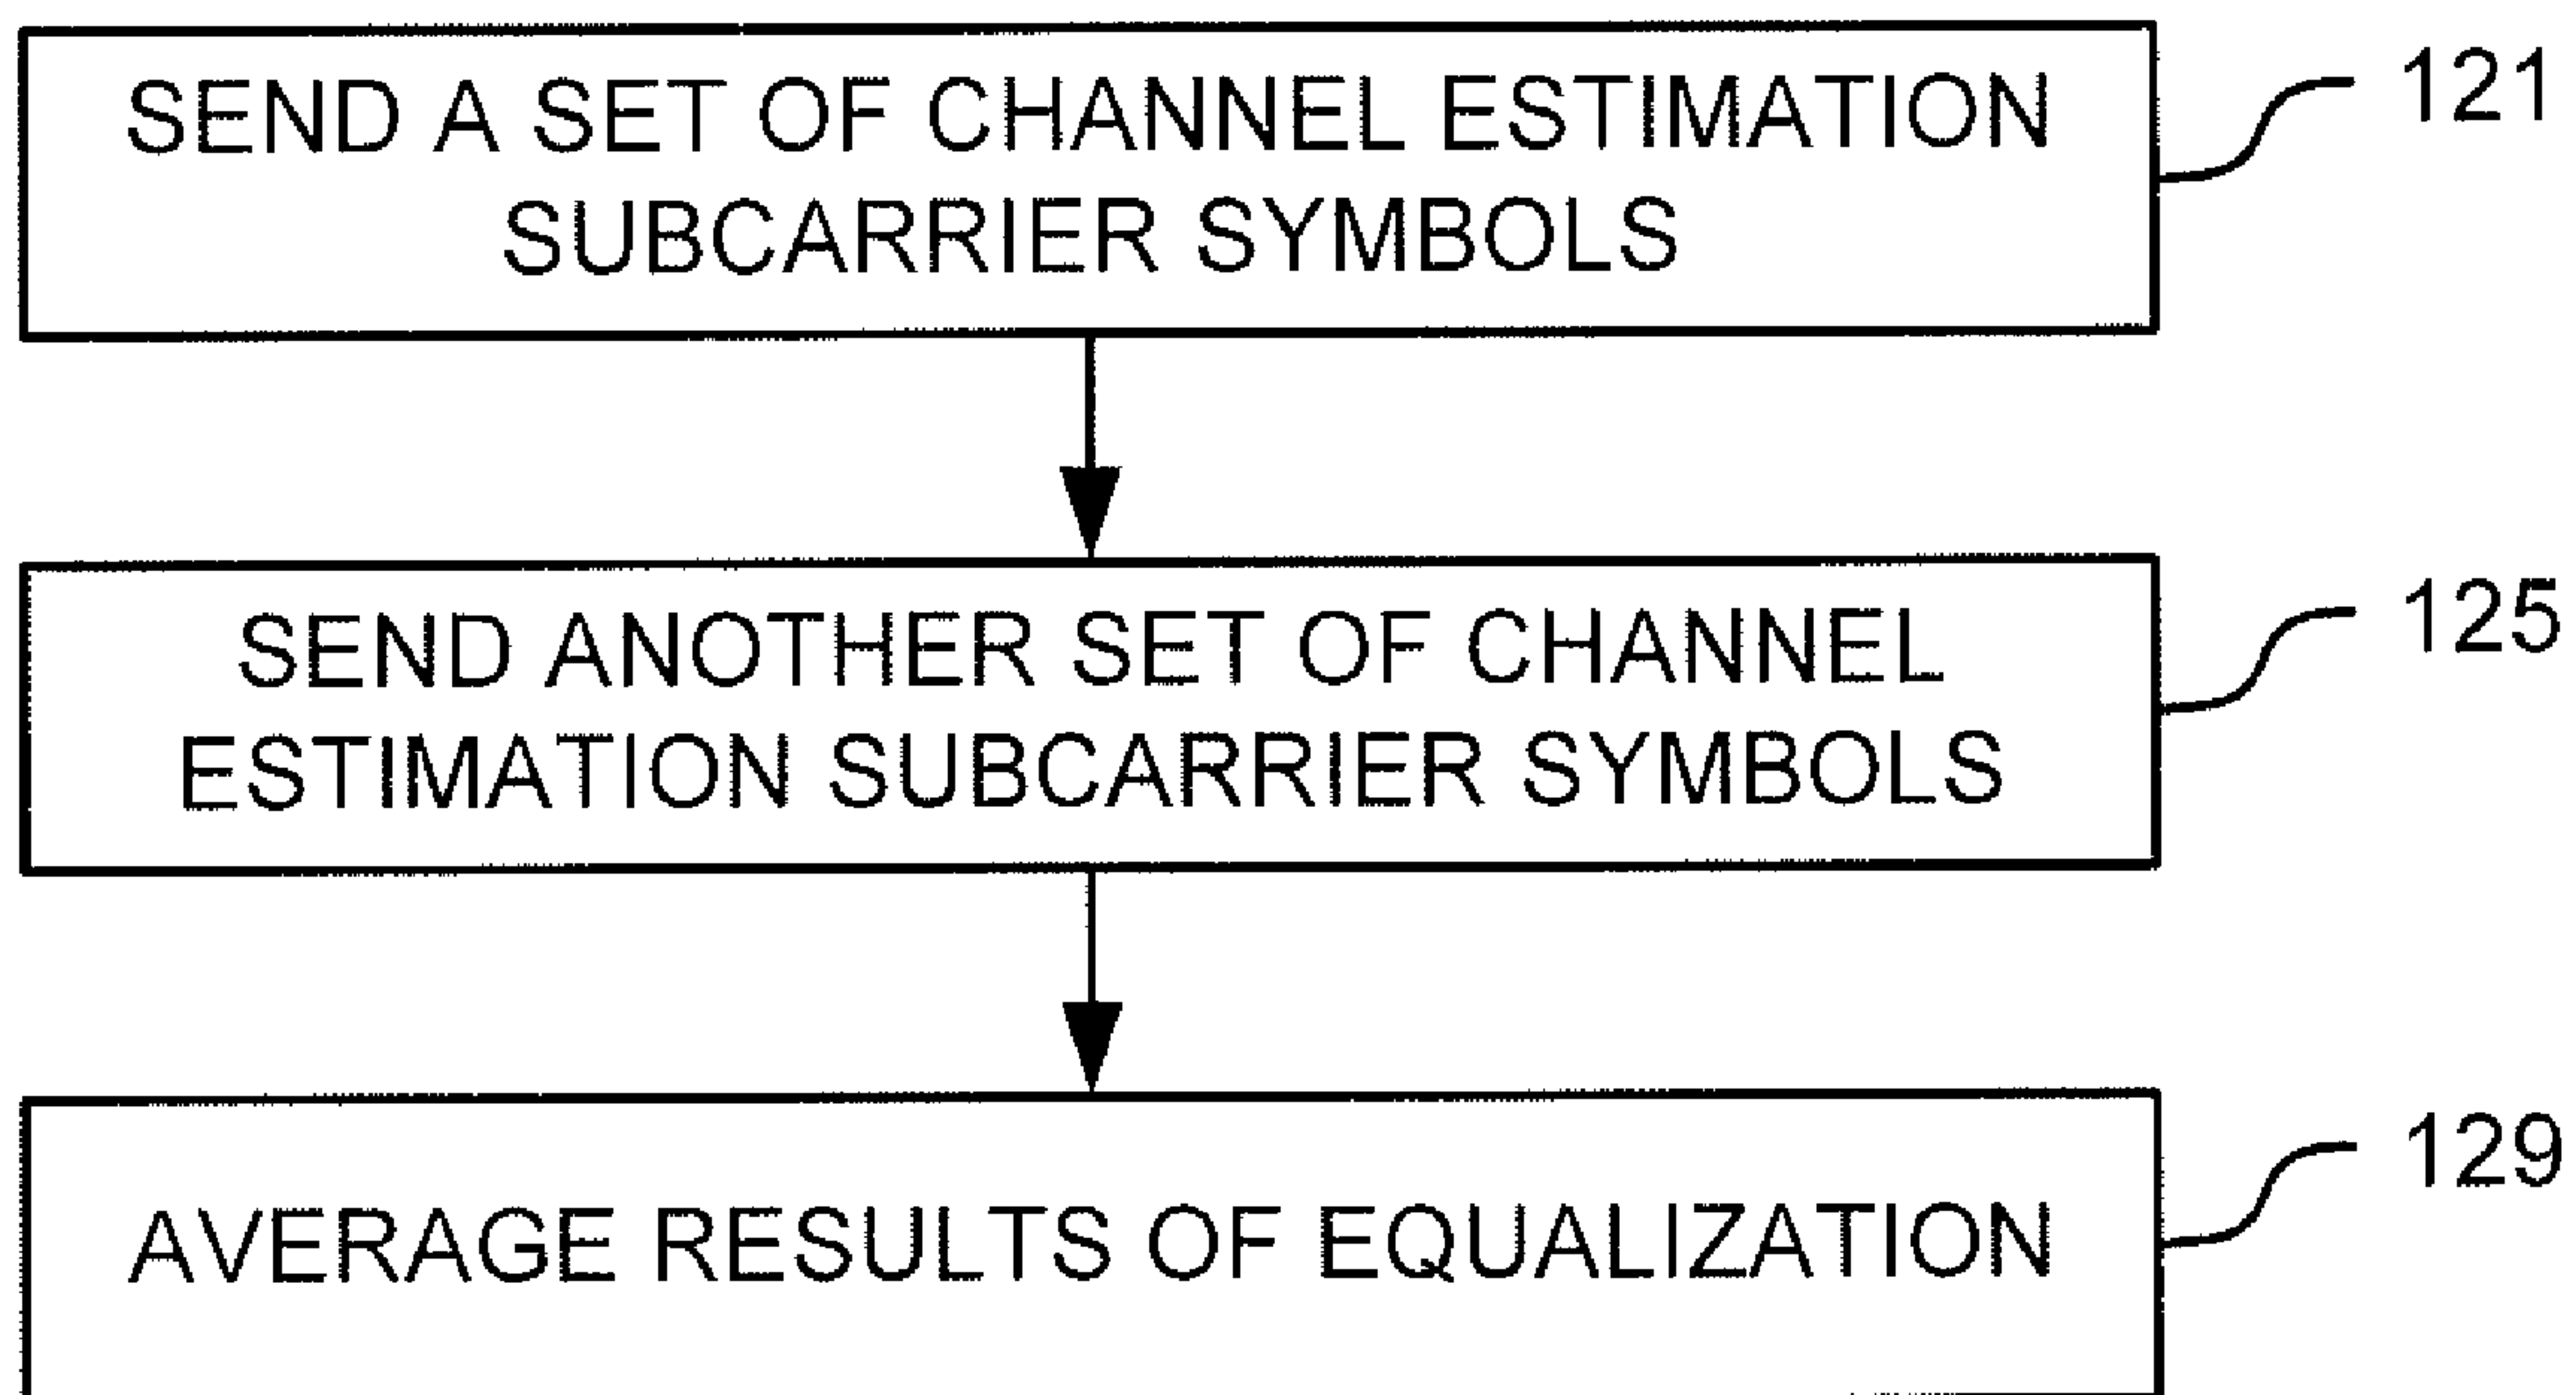 SEND A SET OF CHANNEL ESTIMATION
SUBCARRIER SYMBOLS
121
SEND ANOTHER SET OF CHANNEL
ESTIMATION SUBCARRIER SYMBOLS
125
AVERAGE RESULTS OF EQUALIZATION
129